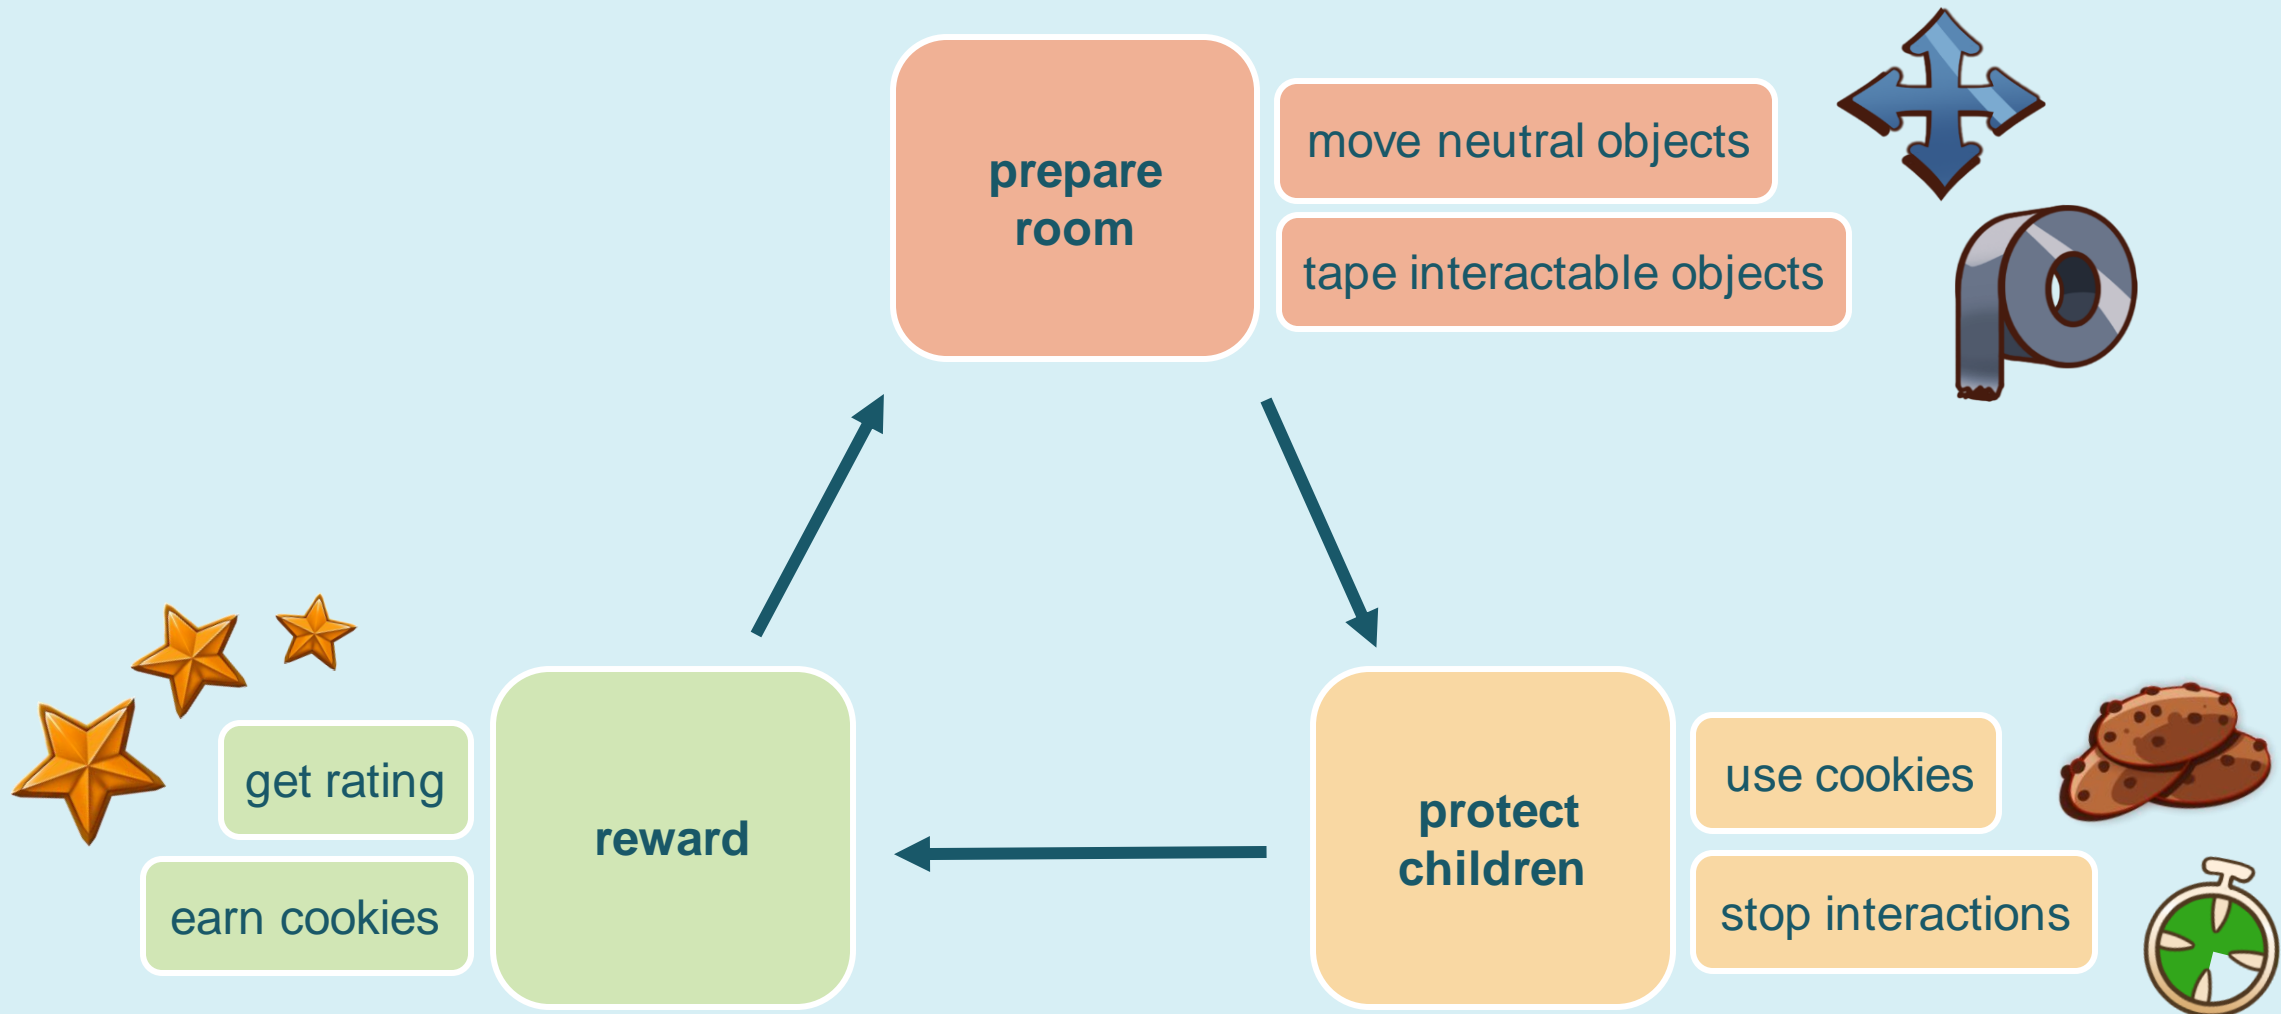 prepare
room
move neutral objects
tape interactable objects
get rating
earn cookies
reward
protect
children
use cookies
stop interactions